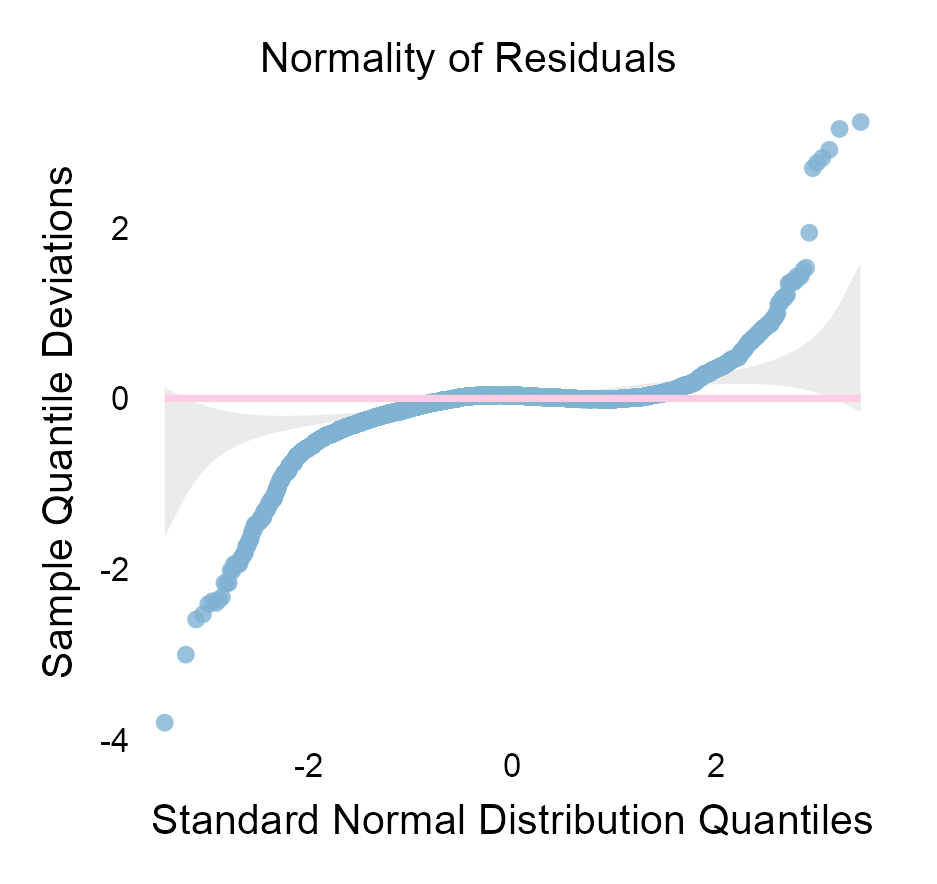 Normality of Residuals
Sample Quantile Deviations
2
0
-2
-4
-2 0 2
Standard Normal Distribution Quantiles